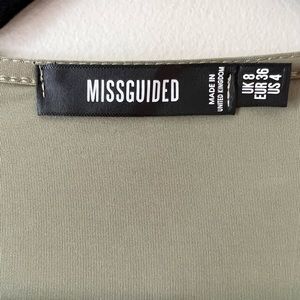 MISSGUIDED
MADE IN
UNITED KINGDOM
UK 8
EUR 36
US 4